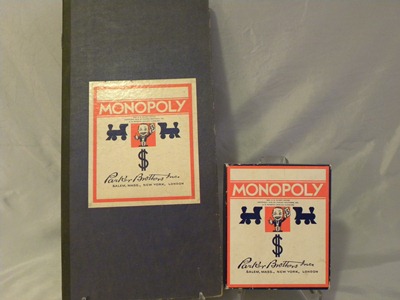 MONOPOLY
$
Parker Brothers Inc.
SALEM, MASS., NEW YORK, LONDON
MONOPOLY
$
Parker Brothers Inc.
SALEM, MASS., NEW YORK, LONDON